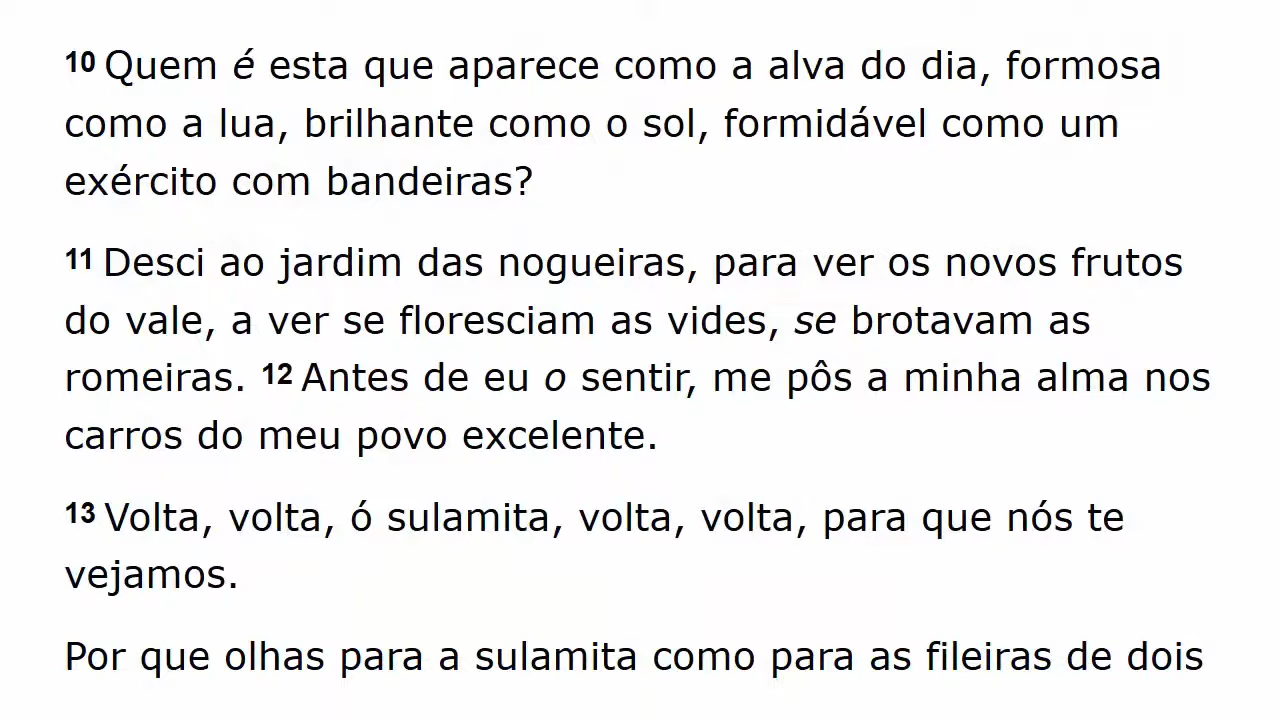 10 Quem é esta que aparece como a alva do dia, formosa
como a lua, brilhante como o sol, formidável como um
exército com bandeiras?
11 Desci ao jardim das nogueiras, para ver os novos frutos
do vale, a ver se floresciam as vides, se brotavam as
romeiras. 12 Antes de eu o sentir, me pôs a minha alma nos
carros do meu povo excelente.
13 Volta, volta, ó sulamita, volta, volta, para que nós te
vejamos.
Por que olhas para a sulamita como para as fileiras de dois